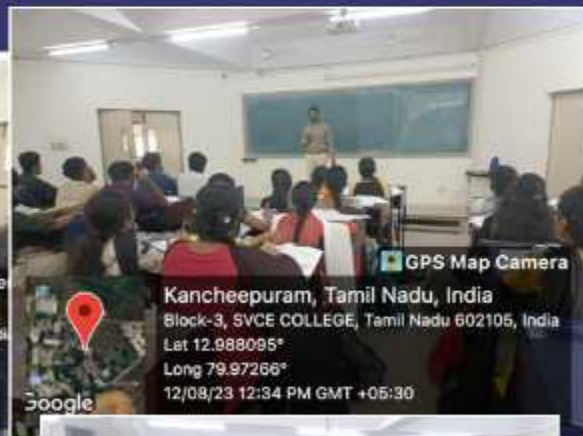 GPS Map Camera
Kancheepuram, Tamil Nadu, India
Block-3, SVCE COLLEGE, Tamil Nadu 602105, India
Lat 12.988095°
Long 79.97266°
12/08/23 12:34 PM GMT +05:30
Google